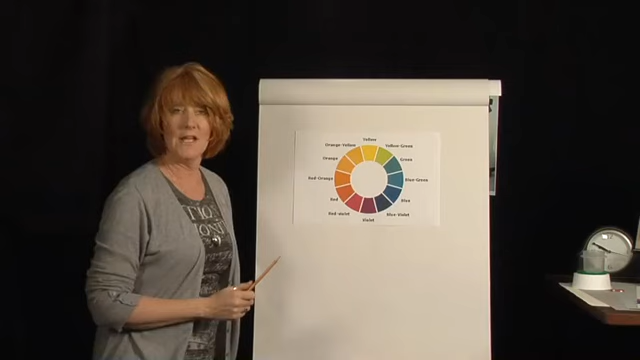 Yellow
Orange-Yellow
Yellow-Green
Orange
Green
Red-Orange
Blue-Green
Red
Blue
Red-violet
Blue-Violet
Violet